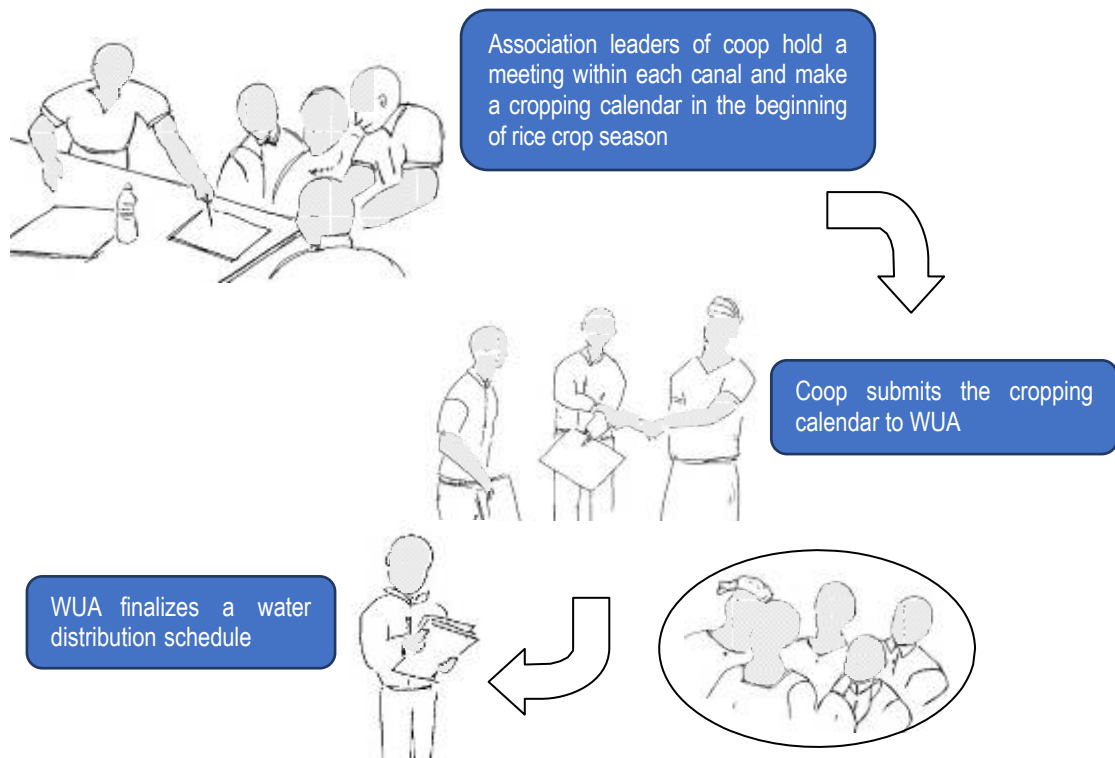 Association leaders of coop hold a
meeting within each canal and make
a cropping calendar in the beginning
of rice crop season
Coop submits the cropping
calendar to WUA
WUA finalizes a water
distribution schedule